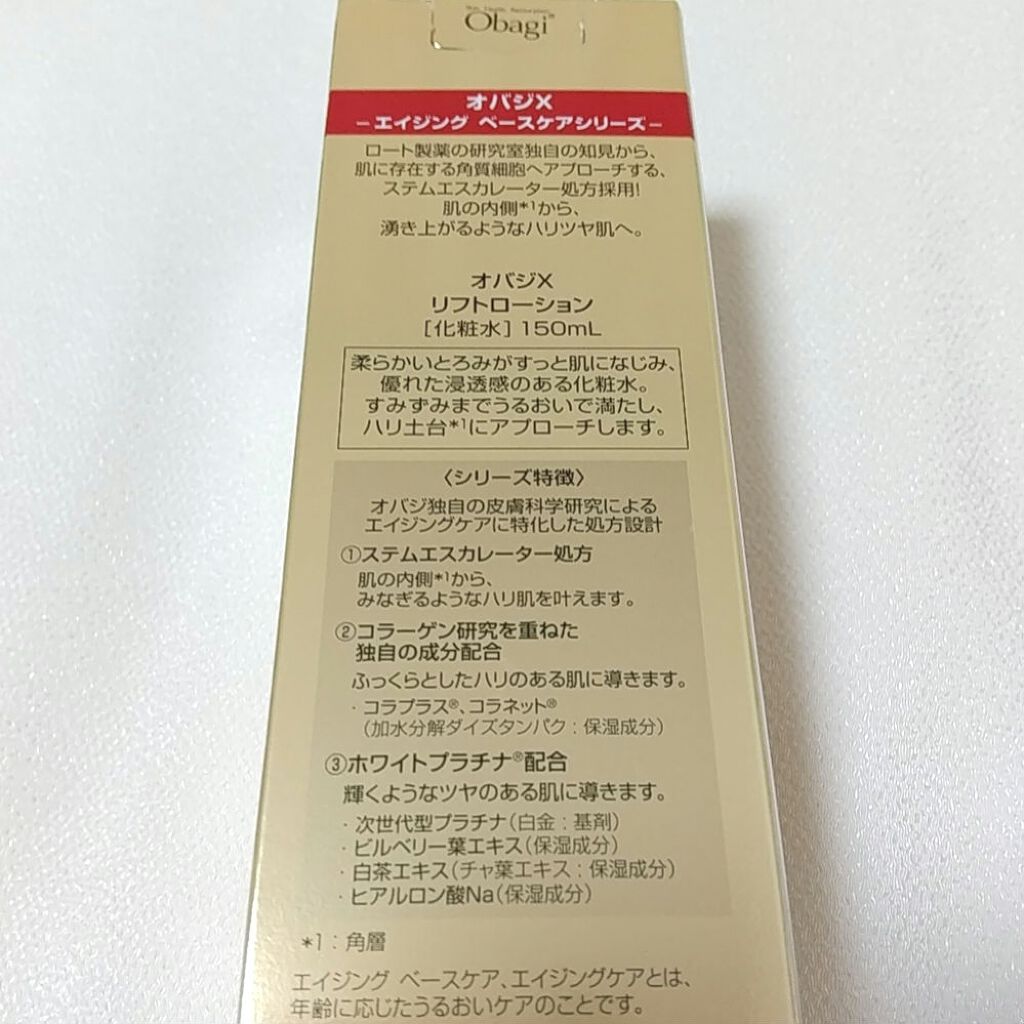 Obagi
オバジX
－エイジング ベースケアシリーズ－
ロート製薬の研究室独自の知見から、
肌に存在する角質細胞へアプローチする、
ステムエスカレーター処方採用!
肌の内側*1から、
湧き上がるようなハリツヤ肌へ。
オバジX
リフトローション
[化粧水] 150mL
柔らかいとろみがすっと肌になじみ、
優れた浸透感のある化粧水。
すみずみまでうるおいで満たし、
ハリ土台*1にアプローチします。
〈シリーズ特徴〉
オバジ独自の皮膚科学研究による
エイジングケアに特化した処方設計
①ステムエスカレーター処方
肌の内側*1から、
みなぎるようなハリ肌を叶えます。
②コラーゲン研究を重ねた
独自の成分配合
ふっくらとしたハリのある肌に導きます。
・コラプラス®、コラネット®
(加水分解ダイズタンパク：保湿成分)
③ホワイトプラチナ®配合
輝くようなツヤのある肌に導きます。
・次世代型プラチナ(白金：基剤)
・ビルベリー葉エキス(保湿成分)
・白茶エキス(チャ葉エキス：保湿成分)
・ヒアルロン酸Na(保湿成分)
*1：角層
エイジング ベースケア、エイジングケアとは、
年齢に応じたうるおいケアのことです。